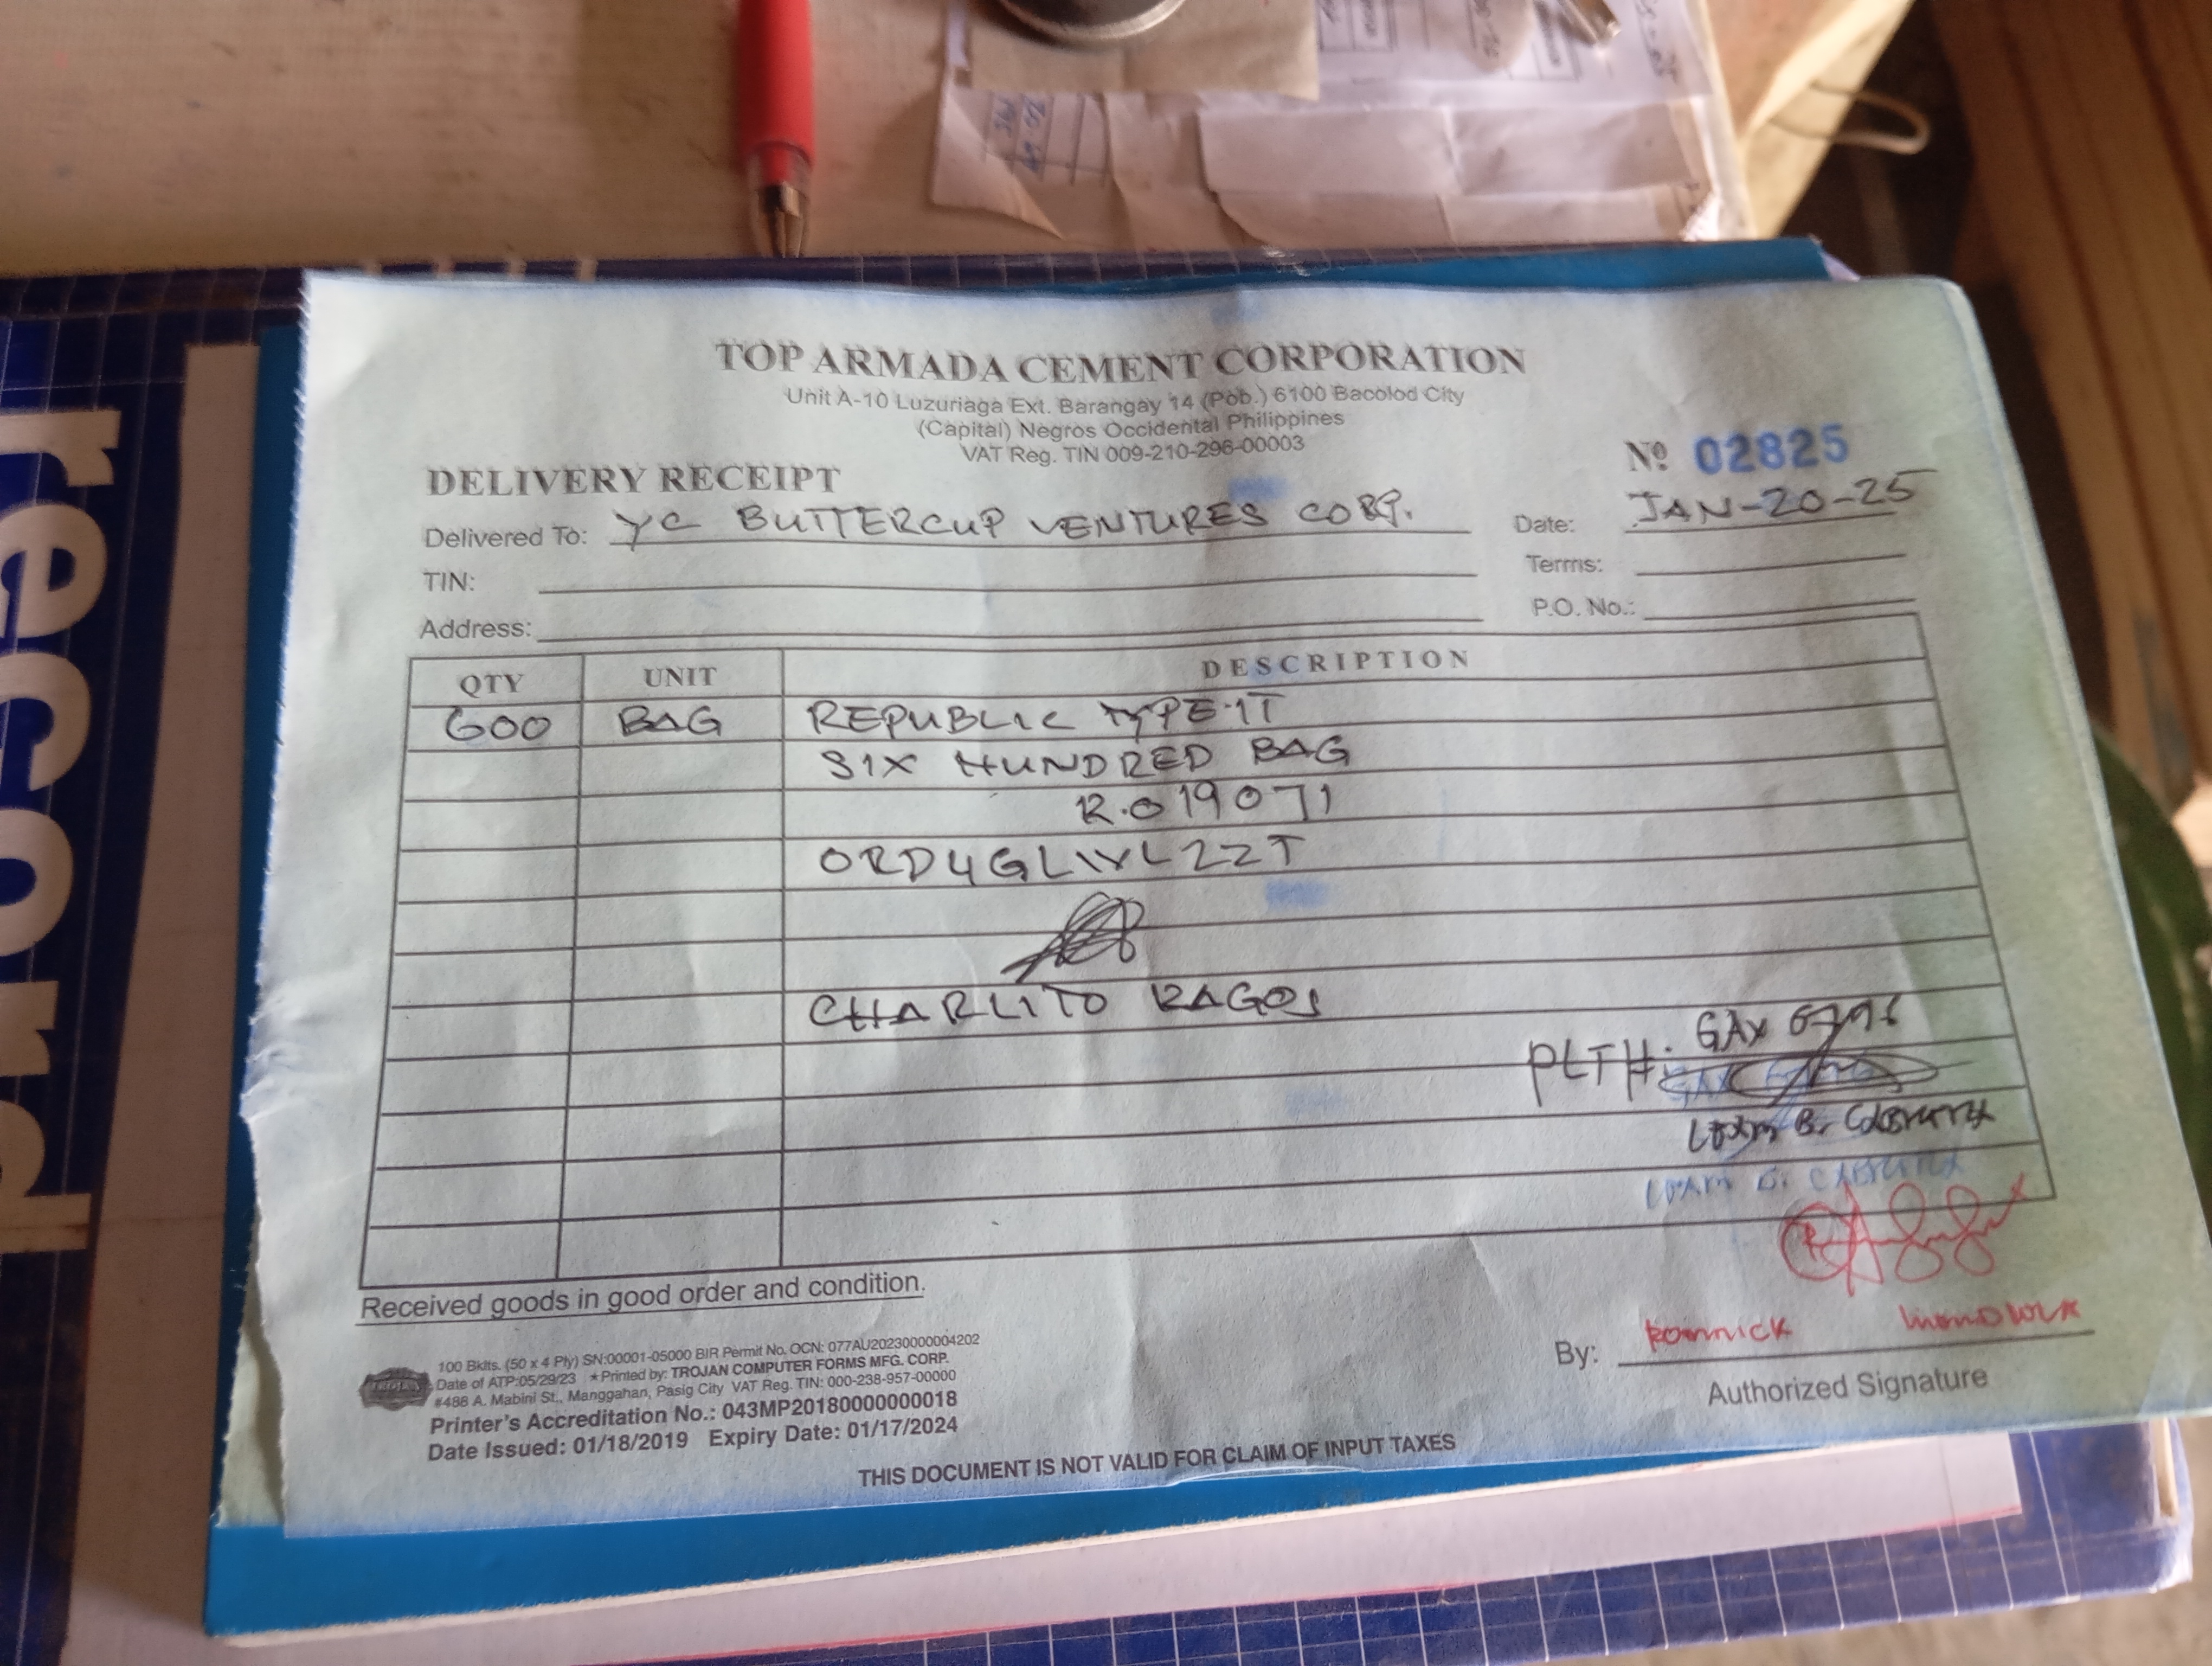 TOP ARMADA CEMENT CORPORATION
Unit A-10 Luzuriaga Ext. Barangay 14 (Pob.) 6100 Bacolod City
(Capital) Negros Occidental Philippines
VAT Reg. TIN 009-210-296-00003
Nº 02825
DELIVERY RECEIPT
Delivered To: YC BUTTERCUP VENTURES CORP.
Date: JAN-20-25
TIN:
Terms:
Address:
P.O. No.:
QTY UNIT DESCRIPTION
600 BAG REPUBLIC TYPE-1T
SIX HUNDRED BAG
R.O 19071
ORD4GL1YL22T
CHARLITO RAGOS
PLT#: GAX
Received goods in good order and condition.
100 Bklts. (50 x 4 Ply) SN:00001-05000 BIR Permit No. OCN: 077AU20230000004202
Date of ATP:05/29/23 ★Printed by: TROJAN COMPUTER FORMS MFG. CORP.
#488 A. Mabini St., Manggahan, Pasig City VAT Reg. TIN: 000-238-957-00000
Printer's Accreditation No.: 043MP20180000000018
Date Issued: 01/18/2019 Expiry Date: 01/17/2024
By: Romnick
Authorized Signature
THIS DOCUMENT IS NOT VALID FOR CLAIM OF INPUT TAXES
record